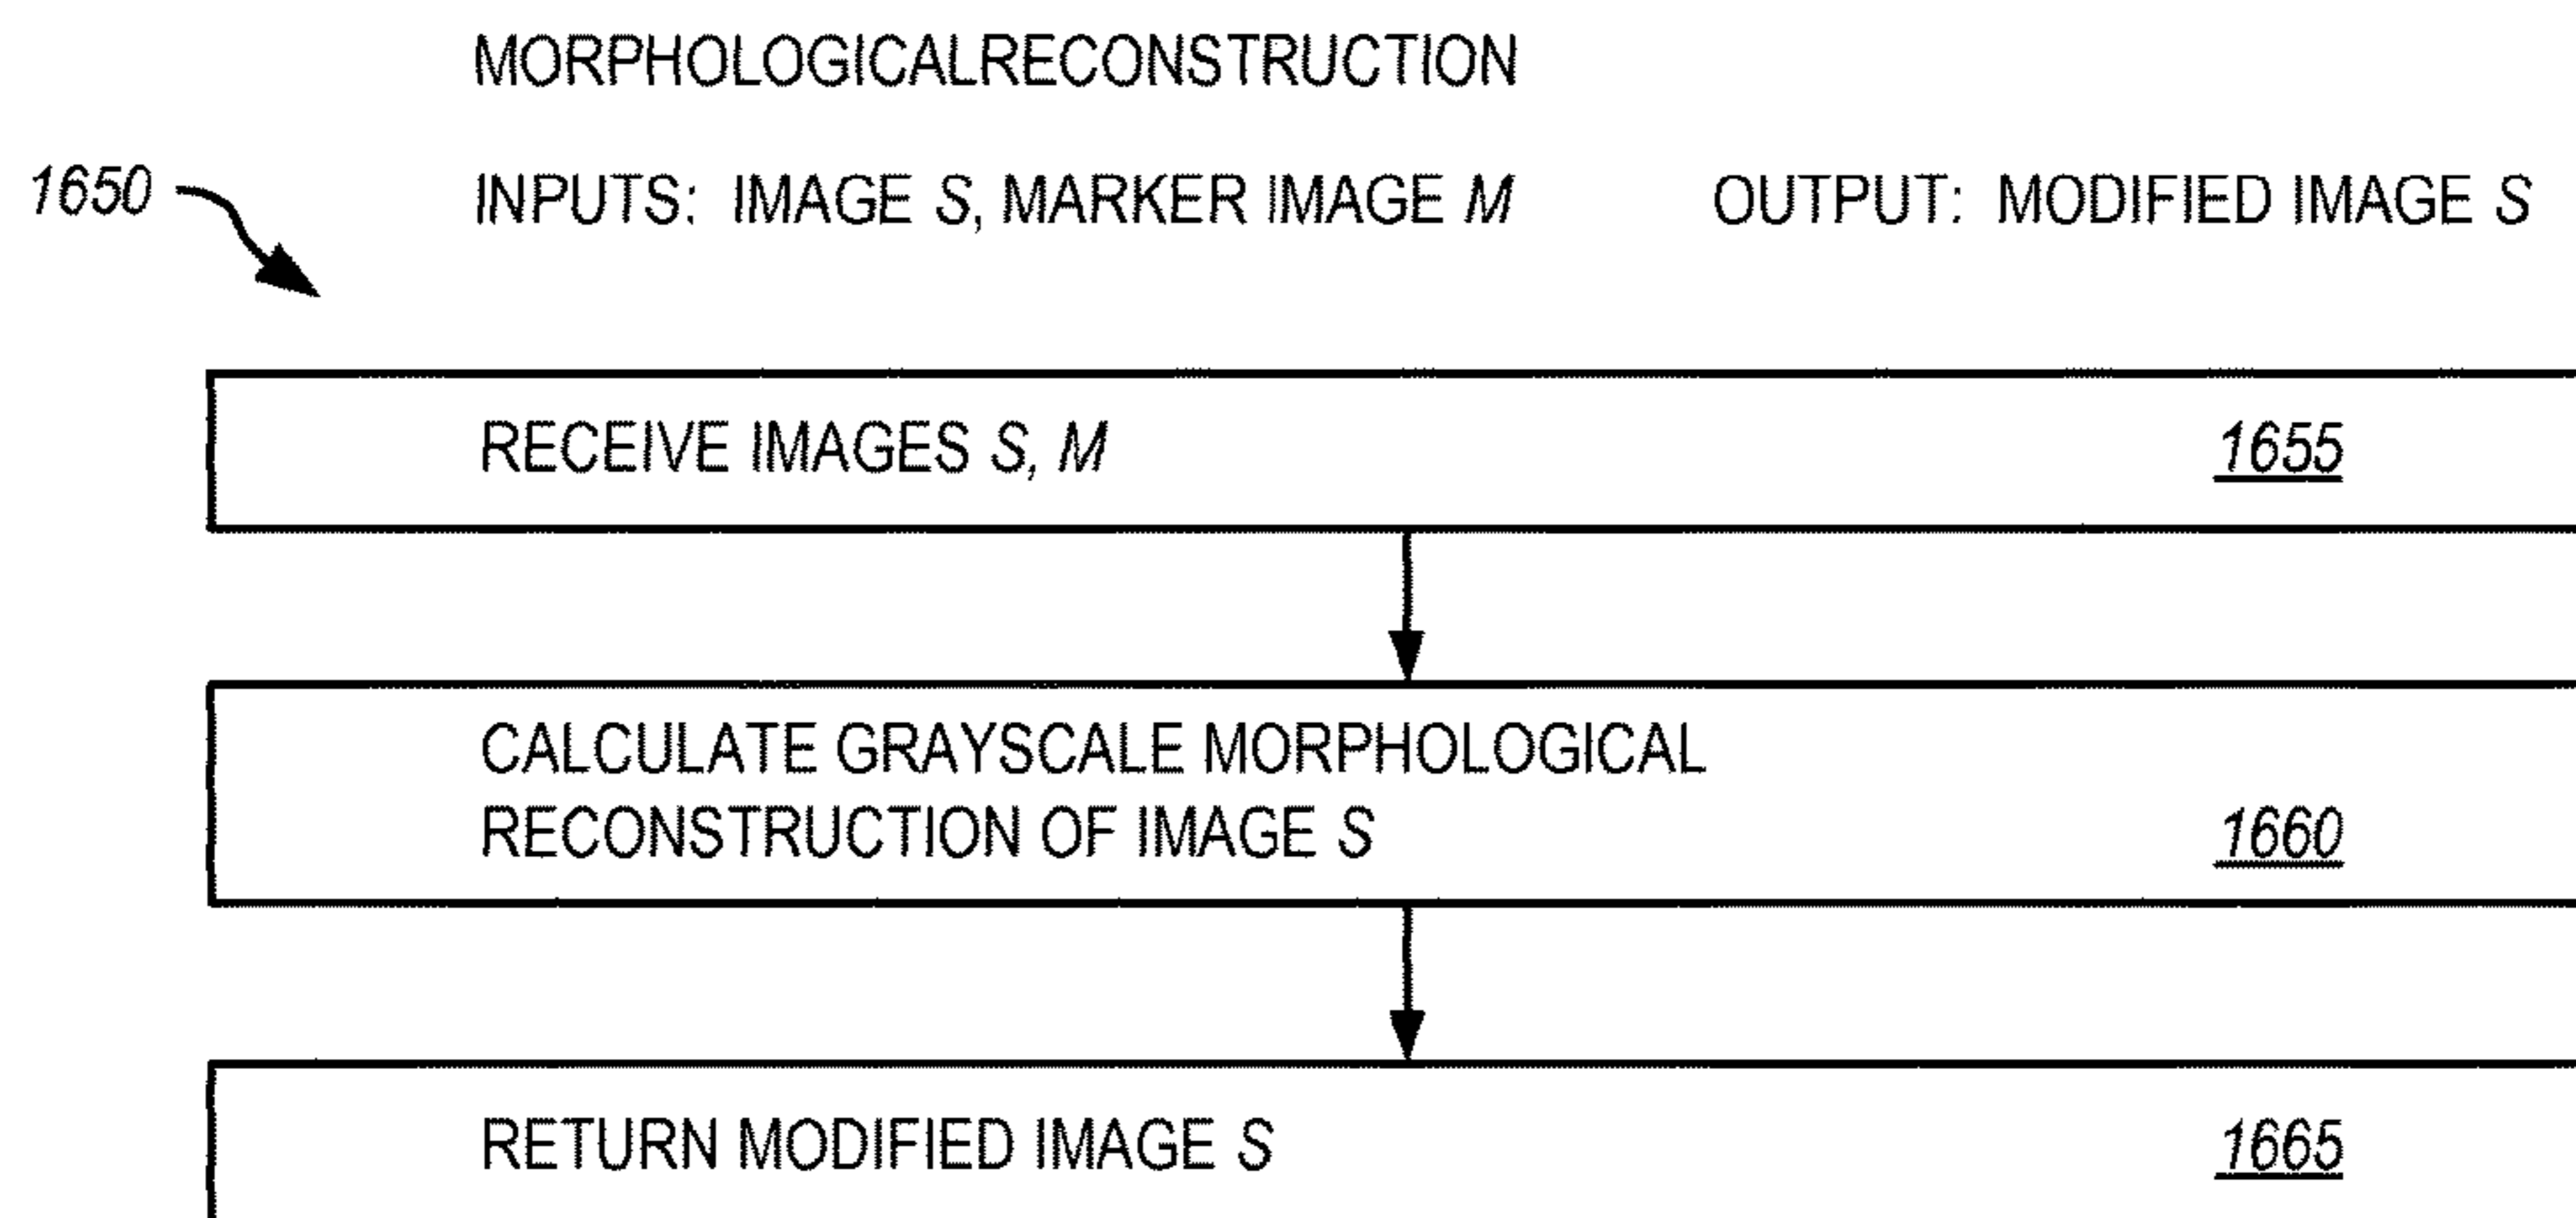 MORPHOLOGICALRECONSTRUCTION
1650
INPUTS: IMAGE S, MARKER IMAGE M OUTPUT: MODIFIED IMAGE S
RECEIVE IMAGES S, M 1655
CALCULATE GRAYSCALE MORPHOLOGICAL
RECONSTRUCTION OF IMAGE S 1660
RETURN MODIFIED IMAGE S 1665